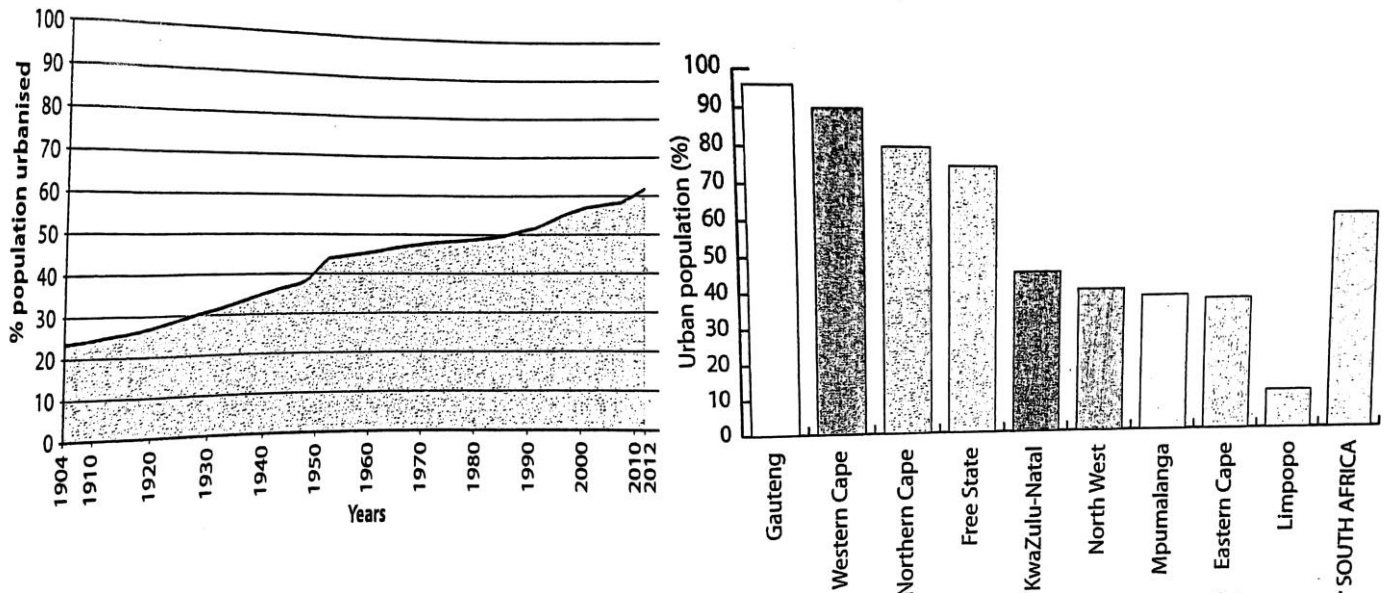 % population urbanised
100
90
80
70
60
50
40
30
20
10
0
1904
1910
1920
1930
1940
1950
1960
1970
1980
1990
2000
2010
2012
Years
Urban population (%)
100
90
80
70
60
50
40
30
20
10
0
Gauteng
Western Cape
Northern Cape
Free State
KwaZulu-Natal
North West
Mpumalanga
Eastern Cape
Limpopo
SOUTH AFRICA